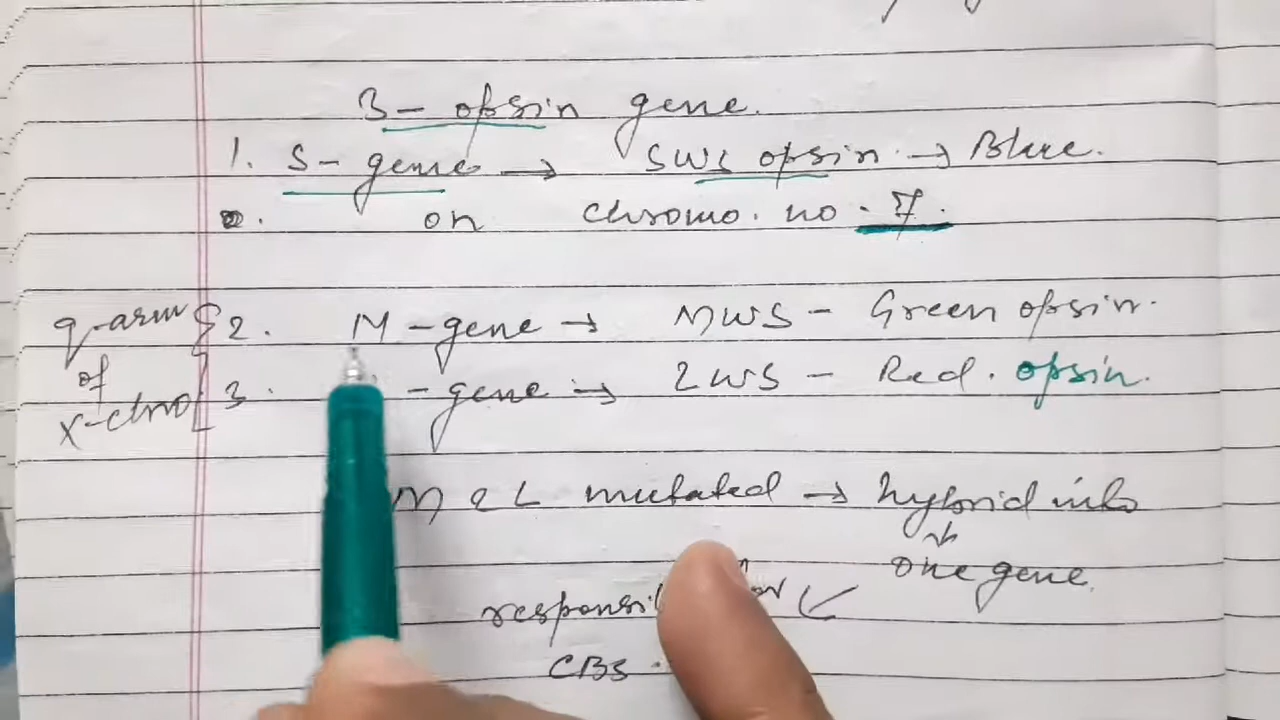 3 - opsin gene.
1. S - gene → SWS opsin. → Blue.
on chromo. no. 7.
q-arm
of
X-chro
2. M - gene → MWS - Green opsin.
3. - gene → LWS - Red. opsin.
M & L mutated → hybrid into
one gene.
CBS.